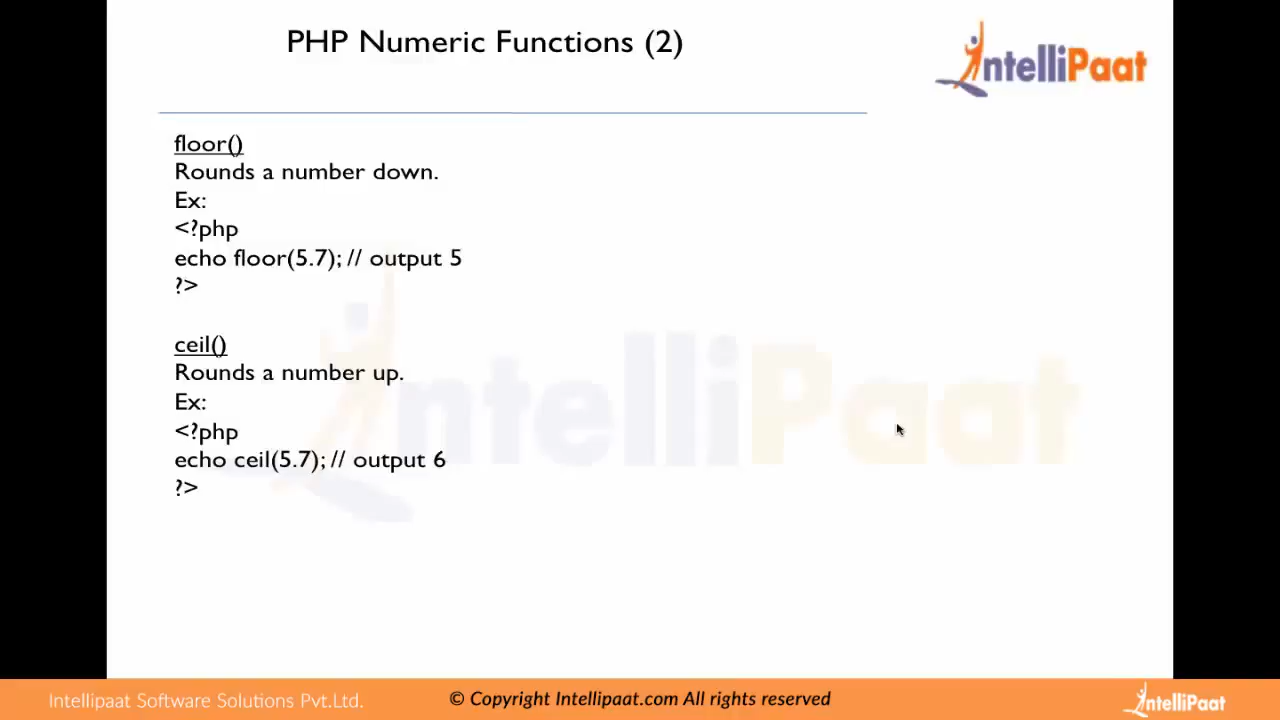 PHP Numeric Functions (2)
IntelliPaat
floor()
Rounds a number down.
Ex:
<?php
echo floor(5.7); // output 5
?>
ceil()
Rounds a number up.
Ex:
<?php
echo ceil(5.7); // output 6
?>
IntelliPaat
Intellipaat Software Solutions Pvt.Ltd.
© Copyright Intellipaat.com All rights reserved
IntelliPaat